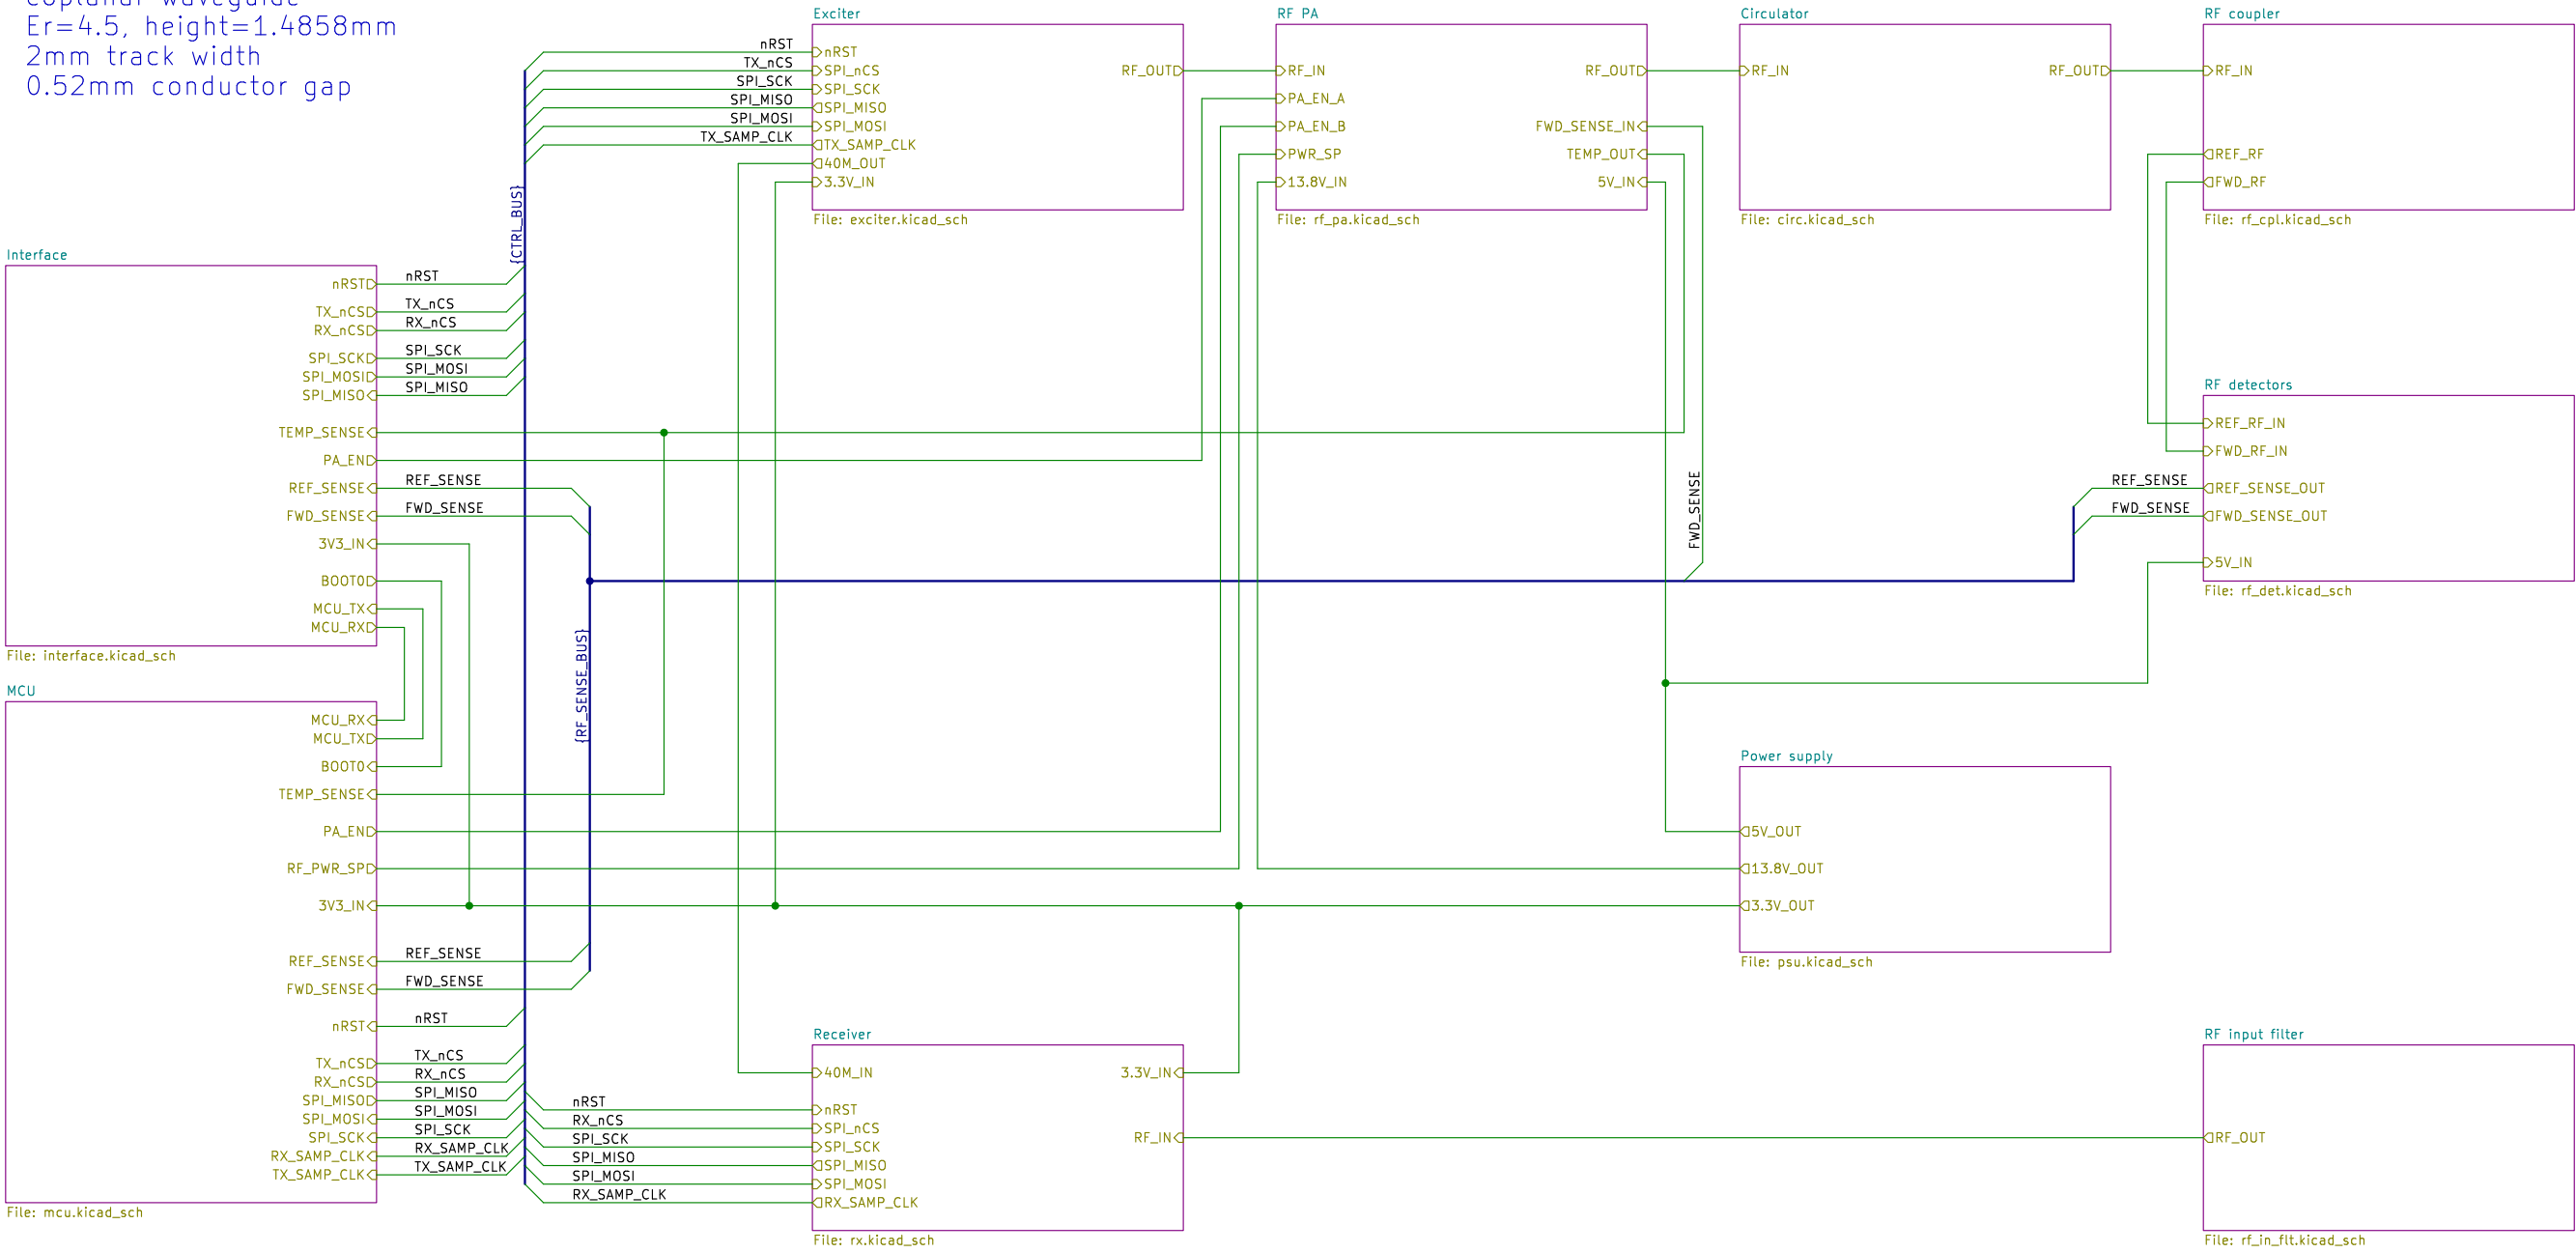 coplanar waveguide
Er=4.5, height=1.4858mm
2mm track width
0.52mm conductor gap
Exciter
nRST
TX_nCS
SPI_SCK
SPI_MISO
SPI_MOSI
TX_SAMP_CLK
nRST
SPI_nCS
SPI_SCK
SPI_MISO
SPI_MOSI
TX_SAMP_CLK
40M_OUT
3.3V_IN
RF_OUT
File: exciter.kicad_sch
RF PA
RF_IN
PA_EN_A
PA_EN_B
PWR_SP
13.8V_IN
RF_OUT
FWD_SENSE_IN
TEMP_OUT
5V_IN
File: rf_pa.kicad_sch
Circulator
RF_IN
RF_OUT
File: circ.kicad_sch
RF coupler
RF_IN
REF_RF
FWD_RF
File: rf_cpl.kicad_sch
{CTRL_BUS}
Interface
nRST
TX_nCS
RX_nCS
SPI_SCK
SPI_MOSI
SPI_MISO
TEMP_SENSE
PA_EN
REF_SENSE
FWD_SENSE
3V3_IN
BOOT0
MCU_TX
MCU_RX
nRST
TX_nCS
RX_nCS
SPI_SCK
SPI_MOSI
SPI_MISO
REF_SENSE
FWD_SENSE
File: interface.kicad_sch
FWD_SENSE
RF detectors
REF_RF_IN
FWD_RF_IN
REF_SENSE_OUT
FWD_SENSE_OUT
5V_IN
REF_SENSE
FWD_SENSE
File: rf_det.kicad_sch
{RF_SENSE_BUS}
MCU
MCU_RX
MCU_TX
BOOT0
TEMP_SENSE
PA_EN
RF_PWR_SP
3V3_IN
REF_SENSE
FWD_SENSE
nRST
TX_nCS
RX_nCS
SPI_MISO
SPI_MOSI
SPI_SCK
RX_SAMP_CLK
TX_SAMP_CLK
REF_SENSE
FWD_SENSE
nRST
TX_nCS
RX_nCS
SPI_MISO
SPI_MOSI
SPI_SCK
RX_SAMP_CLK
TX_SAMP_CLK
File: mcu.kicad_sch
Power supply
5V_OUT
13.8V_OUT
3.3V_OUT
File: psu.kicad_sch
Receiver
nRST
RX_nCS
SPI_SCK
SPI_MISO
SPI_MOSI
RX_SAMP_CLK
40M_IN
nRST
SPI_nCS
SPI_SCK
SPI_MISO
SPI_MOSI
RX_SAMP_CLK
3.3V_IN
RF_IN
File: rx.kicad_sch
RF input filter
RF_OUT
File: rf_in_flt.kicad_sch